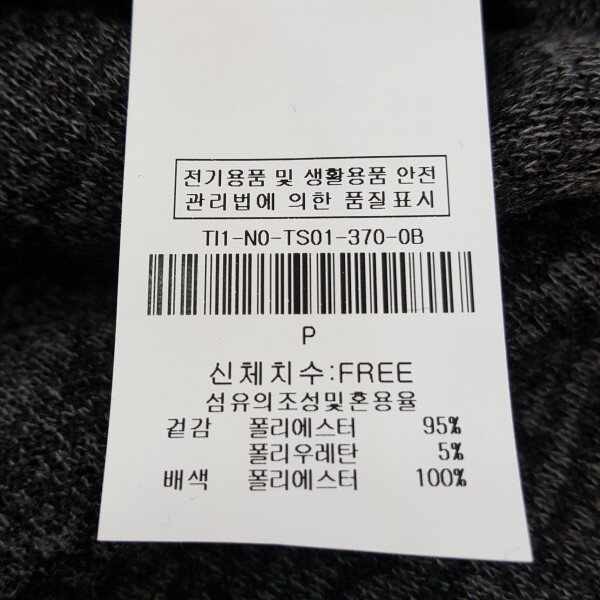 전기용품 및 생활용품 안전
관리법에 의한 품질표시
TI1-N0-TS01-370-0B
P
신체치수:FREE
섬유의조성및혼용율
겉감 폴리에스터 95%
폴리우레탄 5%
배색 폴리에스터 100%